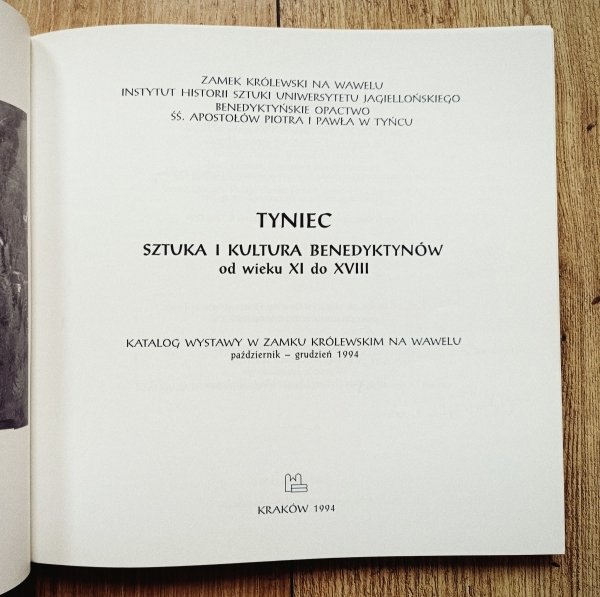 ZAMEK KRÓLEWSKI NA WAWELU
INSTYTUT HISTORII SZTUKI UNIWERSYTETU JAGIELLOŃSKIEGO
BENEDYKTYŃSKIE OPACTWO
ŚŚ. APOSTOŁÓW PIOTRA I PAWŁA W TYŃCU
TYNIEC
SZTUKA I KULTURA BENEDYKTYNÓW
od wieku XI do XVIII
KATALOG WYSTAWY W ZAMKU KRÓLEWSKIM NA WAWELU
październik – grudzień 1994
KRAKÓW 1994